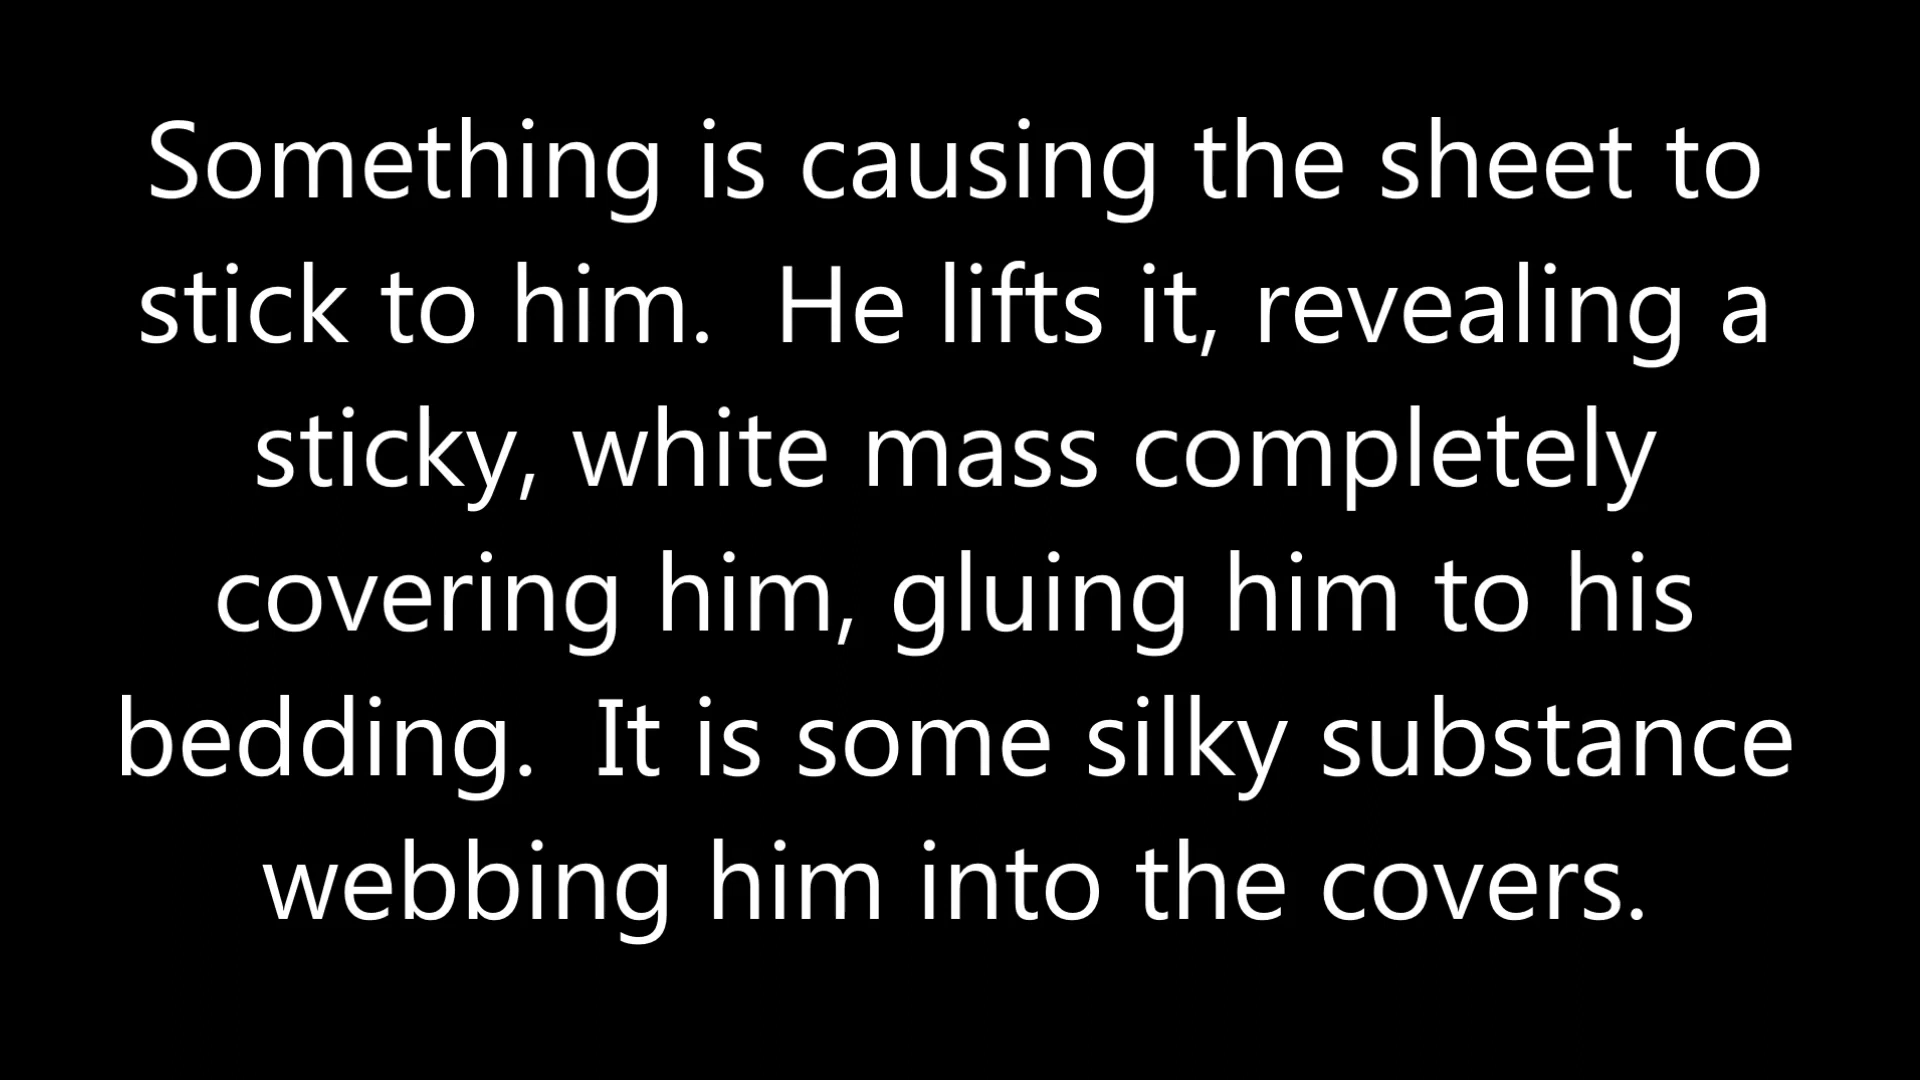 Something is causing the sheet to
stick to him.  He lifts it, revealing a
sticky, white mass completely
covering him, gluing him to his
bedding.  It is some silky substance
webbing him into the covers.